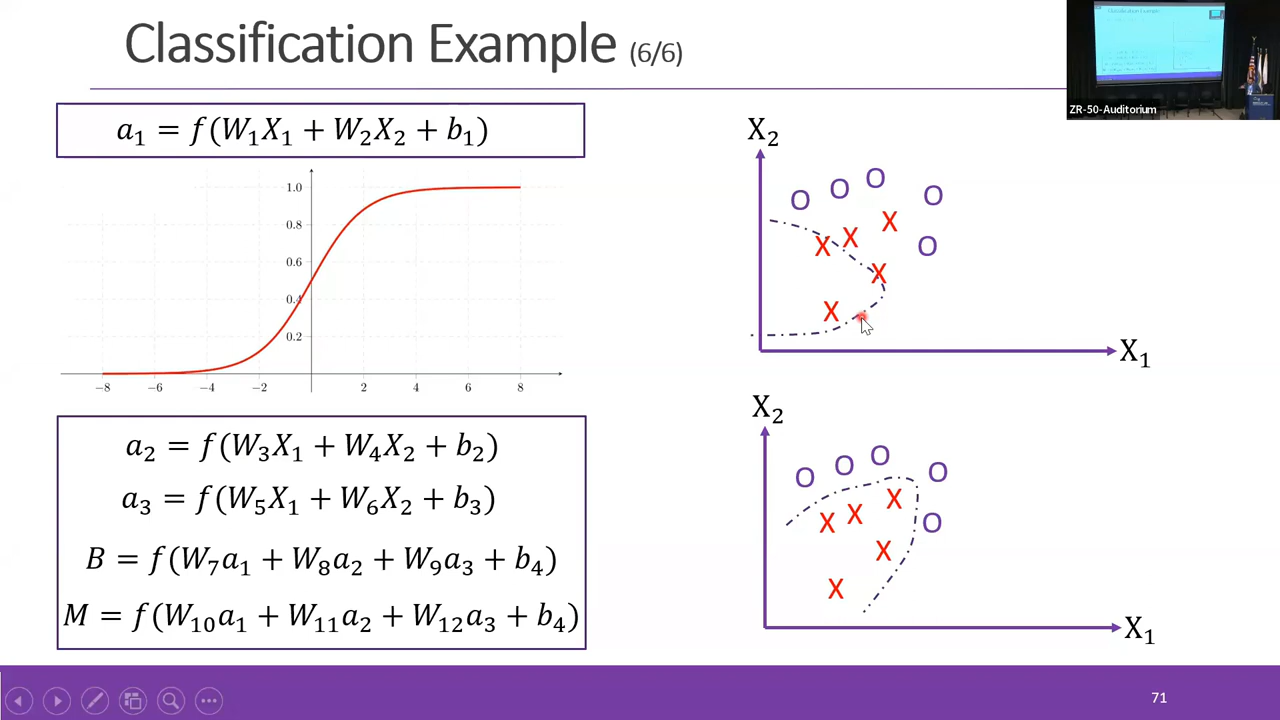 Classification Example (6/6)
ZR-50-Auditorium
a₁ = f(W₁X₁ + W₂X₂ + b₁)
1.0
0.8
0.6
0.4
0.2
−8 −6 −4 −2 2 4 6 8
a₂ = f(W₃X₁ + W₄X₂ + b₂)
a₃ = f(W₅X₁ + W₆X₂ + b₃)
B = f(W₇a₁ + W₈a₂ + W₉a₃ + b₄)
M = f(W₁₀a₁ + W₁₁a₂ + W₁₂a₃ + b₄)
X₂
O O O O
X X X O
X
X
X₁
X₂
O O O O
X X X O
X
X
X₁
71